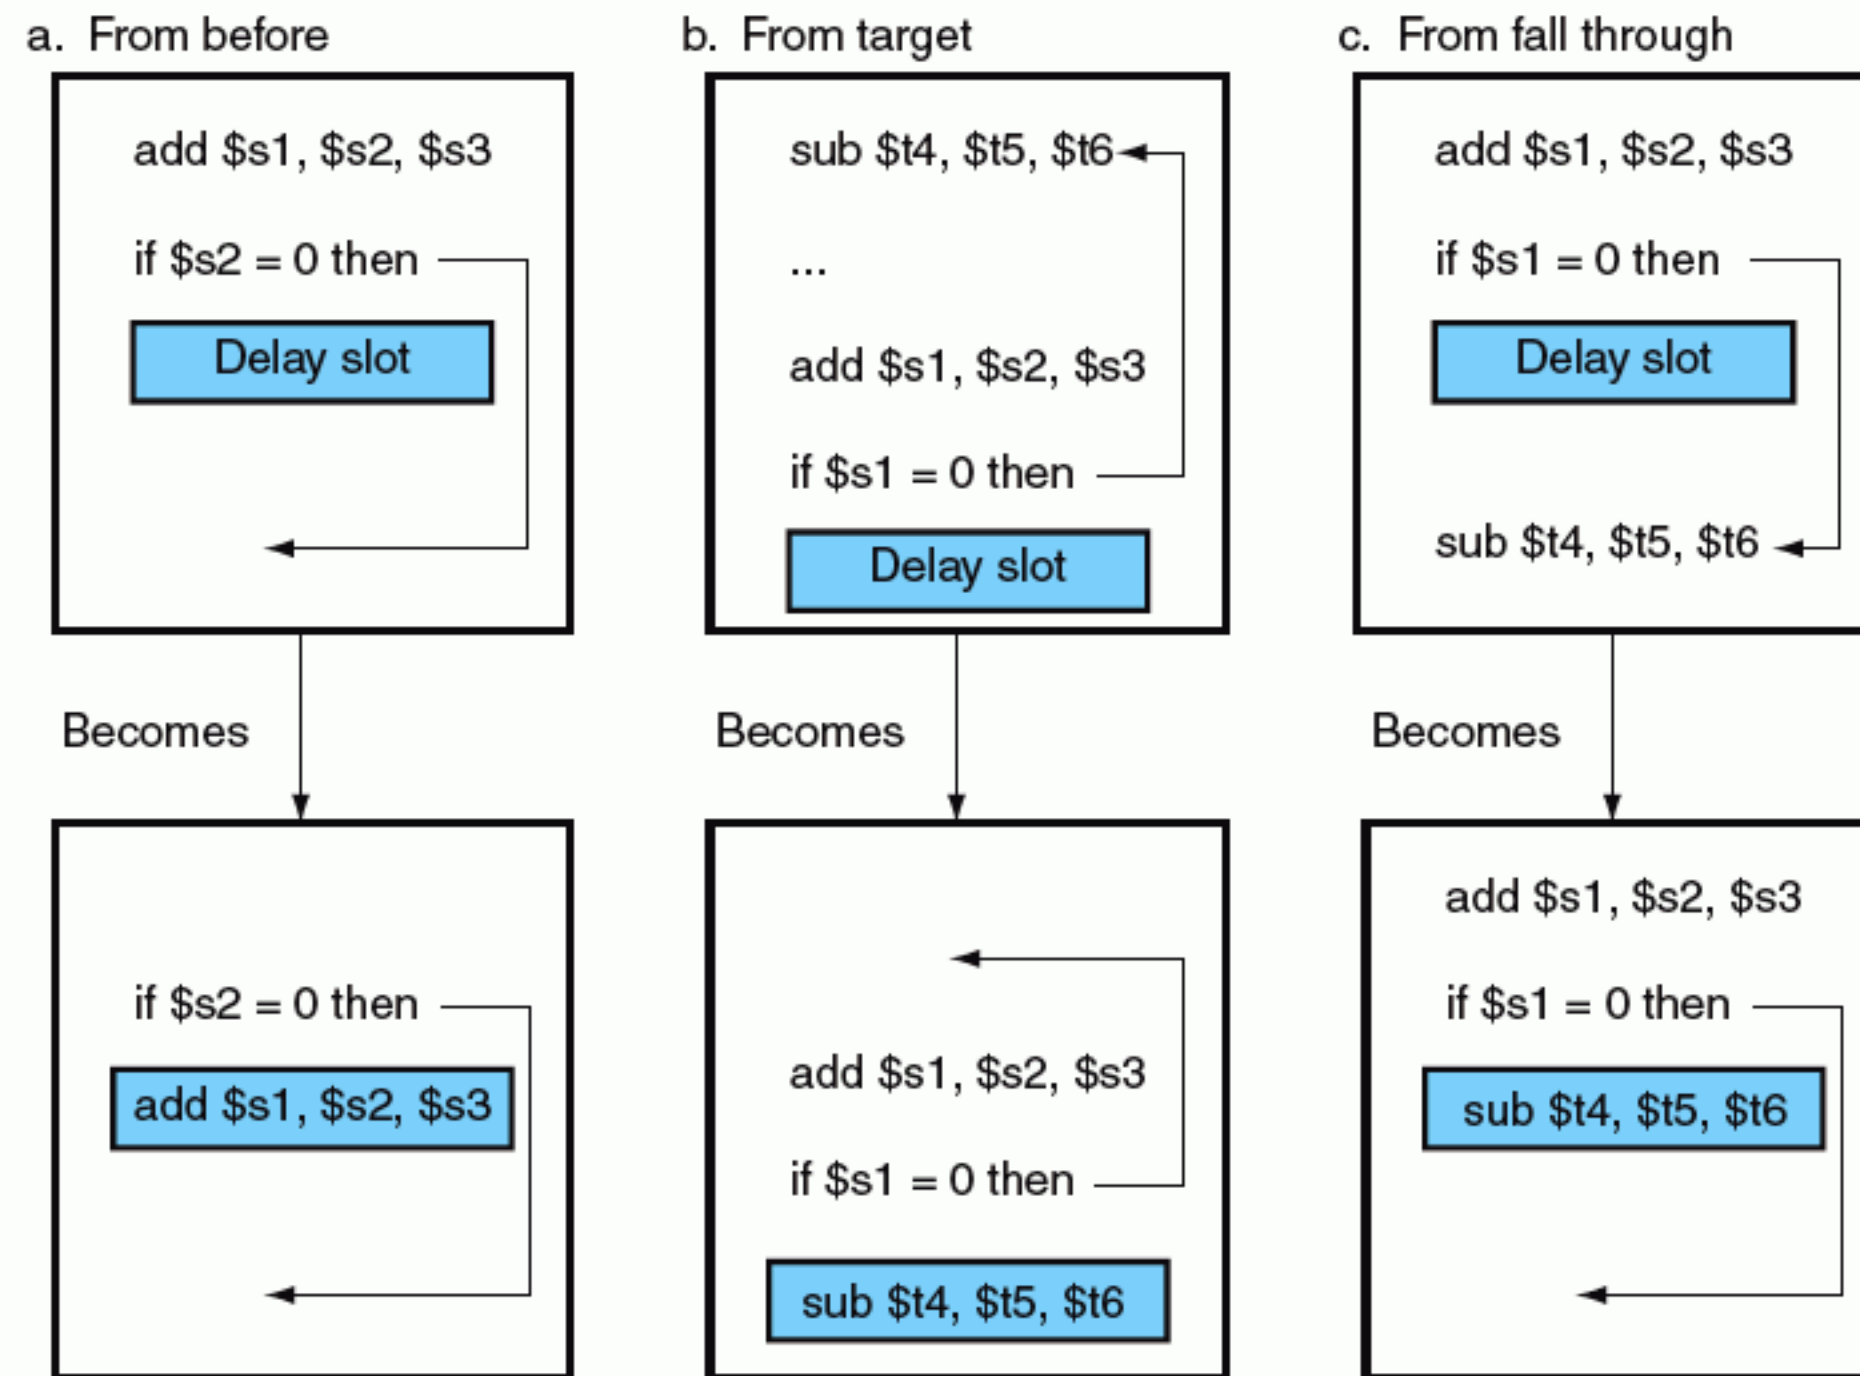 a. From before
add $s1, $s2, $s3
if $s2 = 0 then
Delay slot
Becomes
if $s2 = 0 then
add $s1, $s2, $s3
b. From target
sub $t4, $t5, $t6
...
add $s1, $s2, $s3
if $s1 = 0 then
Delay slot
Becomes
add $s1, $s2, $s3
if $s1 = 0 then
sub $t4, $t5, $t6
c. From fall through
add $s1, $s2, $s3
if $s1 = 0 then
Delay slot
sub $t4, $t5, $t6
Becomes
add $s1, $s2, $s3
if $s1 = 0 then
sub $t4, $t5, $t6